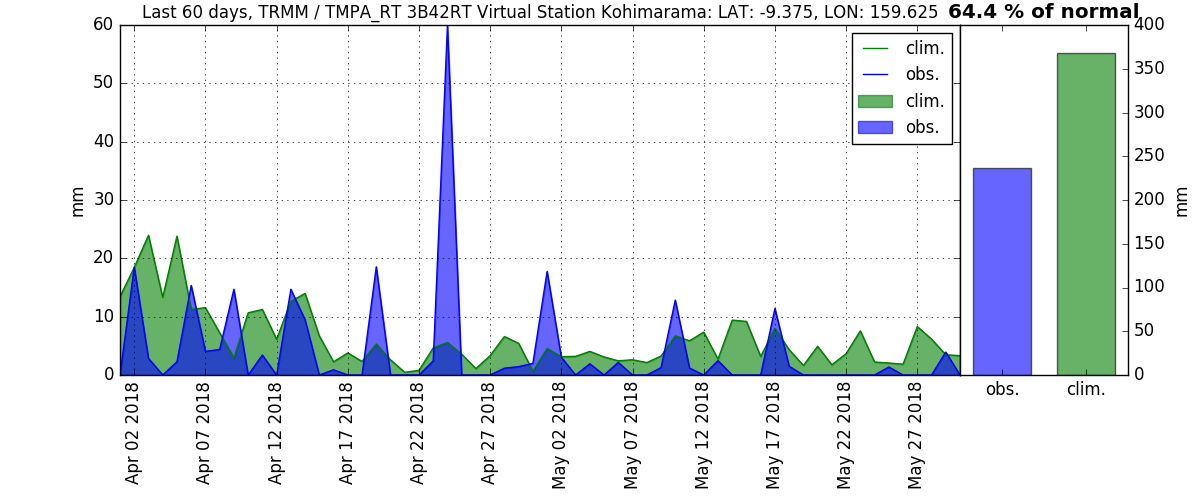 Last 60 days, TRMM / TMPA_RT 3B42RT Virtual Station Kohimarama: LAT: -9.375, LON: 159.625 64.4 % of normal
60
50
40
30
20
10
0
mm
clim.
obs.
clim.
obs.
400
350
300
250
200
150
100
50
0
mm
Apr 02 2018
Apr 07 2018
Apr 12 2018
Apr 17 2018
Apr 22 2018
Apr 27 2018
May 02 2018
May 07 2018
May 12 2018
May 17 2018
May 22 2018
May 27 2018
obs.
clim.